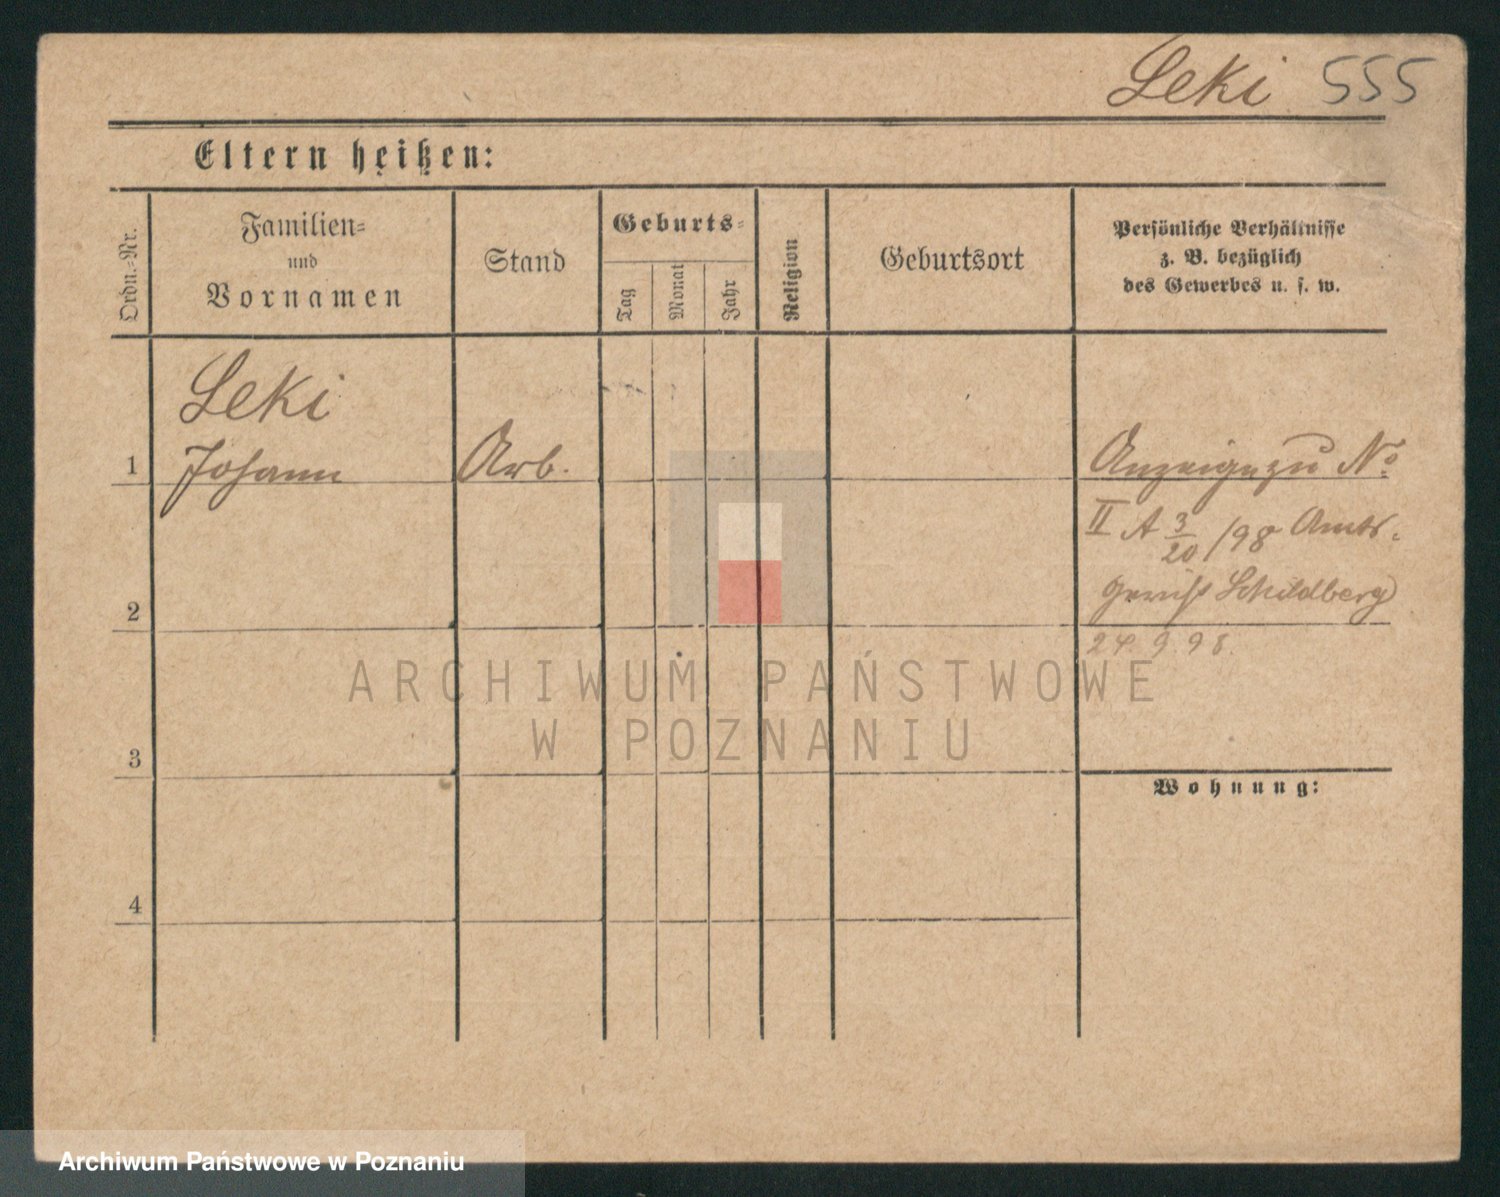 Leki 555
Eltern heißen:
Ordn.-Nr.
Familien-
und
Vornamen
Stand
Geburts-
Tag
Monat
Jahr
Religion
Geburtsort
Persönliche Verhältnisse
z. B. bezüglich
des Gewerbes u. s. w.
Leki
1 Johann Arb. Anzeige zu No
II A 3/20 /98 Amts-
gericht Schildberg
2
24.9.98.
ARCHIWUM PAŃSTWOWE
W POZNANIU
3
Wohnung:
4
Archiwum Państwowe w Poznaniu